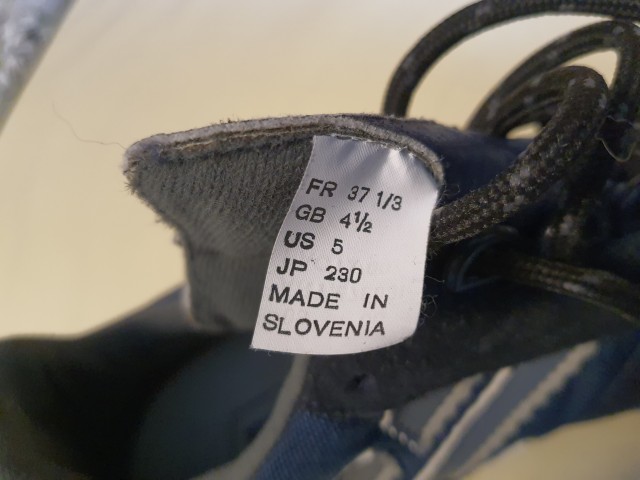 FR 37 1/3
GB 4½
US 5
JP 230
MADE IN
SLOVENIA